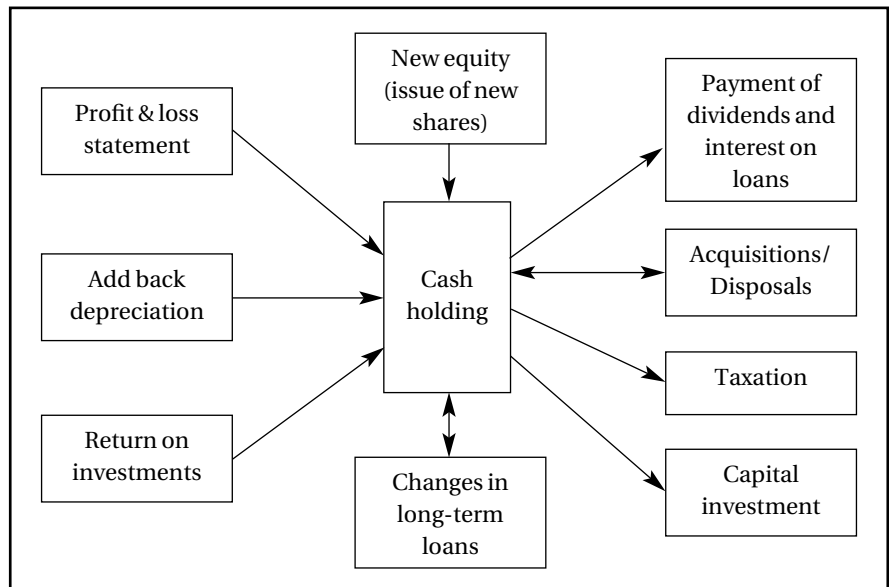 New equity
(issue of new
shares)
Profit & loss
statement
Payment of
dividends and
interest on
loans
Add back
depreciation
Cash
holding
Acquisitions/
Disposals
Taxation
Return on
investments
Changes in
long-term
loans
Capital
investment